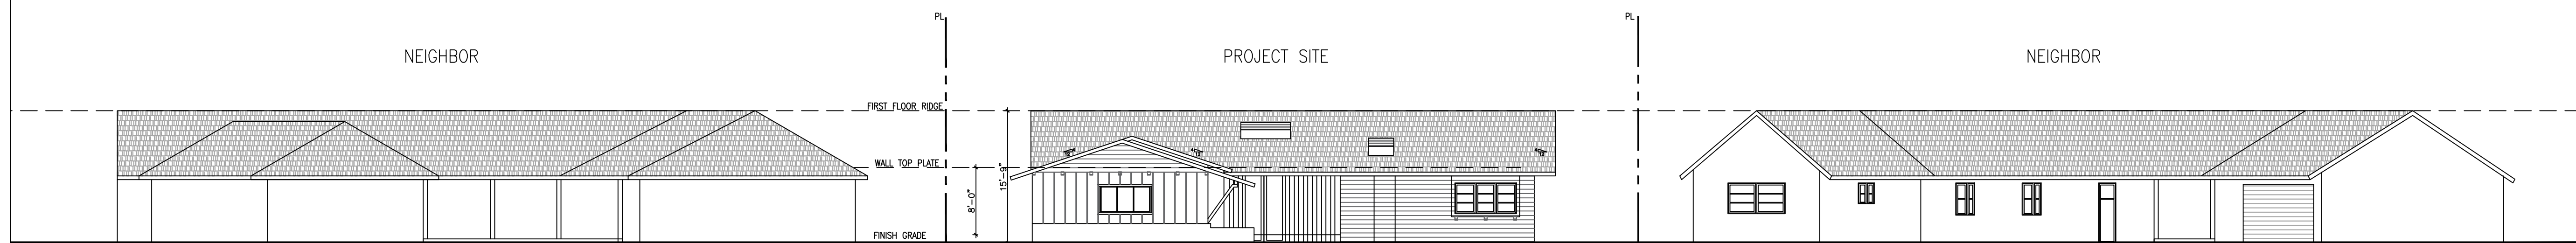 PL
PL
NEIGHBOR
PROJECT SITE
NEIGHBOR
FIRST FLOOR RIDGE
WALL TOP PLATE
15'-9"
8'-0"
FINISH GRADE